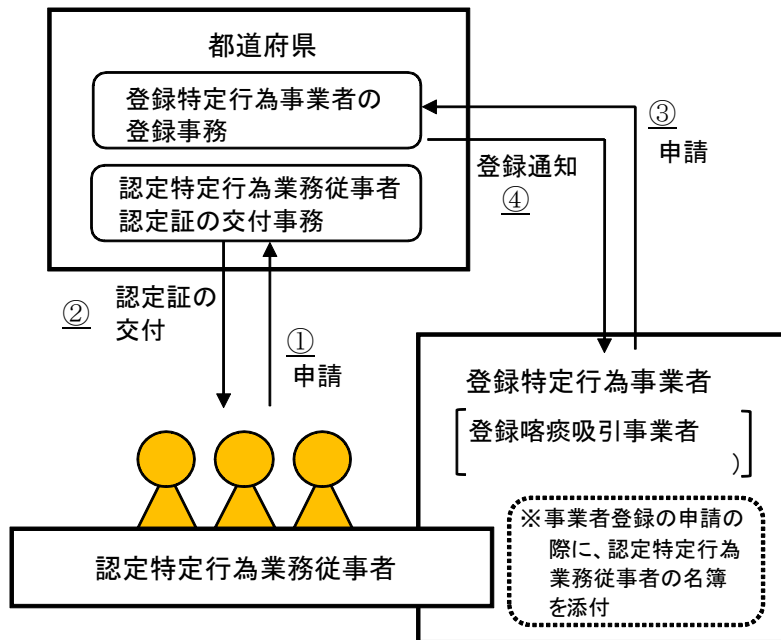 都道府県
登録特定行為事業者の
登録事務
認定特定行為業務従事者
認定証の交付事務
③
申請
登録通知
④
② 認定証の
交付
①
申請
登録特定行為事業者
登録喀痰吸引事業者
)
※事業者登録の申請の
際に、認定特定行為
業務従事者の名簿
を添付
認定特定行為業務従事者